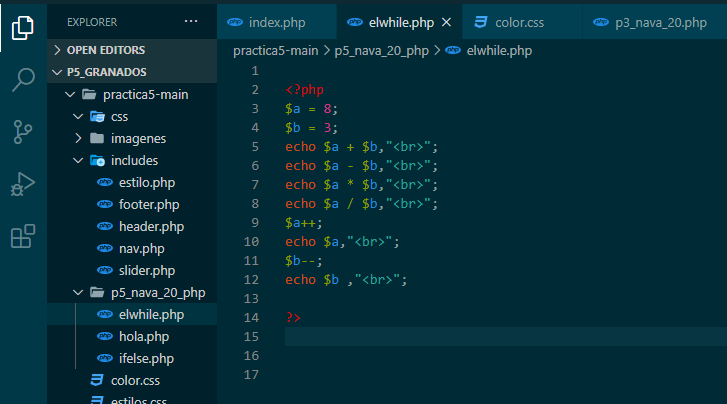 EXPLORER ···
OPEN EDITORS
P5_GRANADOS
practica5-main
css
imagenes
includes
estilo.php
footer.php
header.php
nav.php
slider.php
p5_nava_20_php
elwhile.php
hola.php
ifelse.php
color.css
estilos.css
index.php elwhile.php color.css p3_nava_20.php
practica5-main > p5_nava_20_php > elwhile.php
1
2 <?php
3 $a = 8;
4 $b = 3;
5 echo $a + $b,"<br>";
6 echo $a - $b,"<br>";
7 echo $a * $b,"<br>";
8 echo $a / $b,"<br>";
9 $a++;
10 echo $a,"<br>";
11 $b--;
12 echo $b ,"<br>";
13
14 ?>
15
16
17